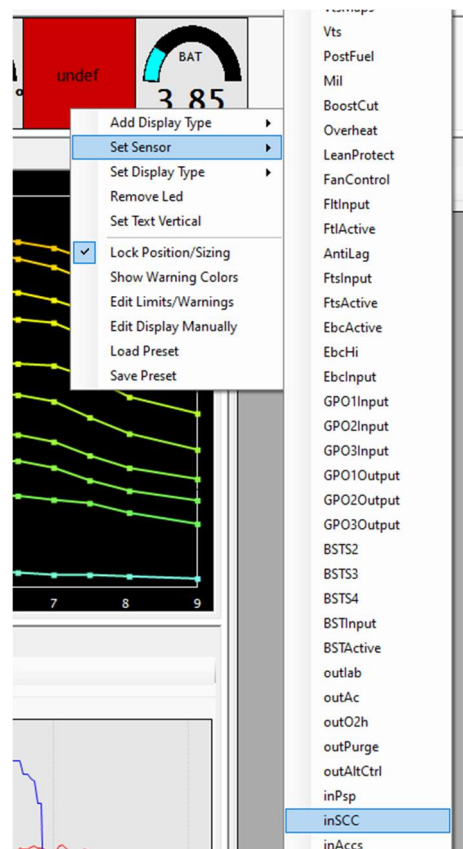 undef
BAT
3.85
Add Display Type
Set Sensor
Set Display Type
Remove Led
Set Text Vertical
Lock Position/Sizing
Show Warning Colors
Edit Limits/Warnings
Edit Display Manually
Load Preset
Save Preset
7 8 9
Vts
PostFuel
Mil
BoostCut
Overheat
LeanProtect
FanControl
FltInput
FtlActive
AntiLag
FtsInput
FtsActive
EbcActive
EbcHi
EbcInput
GPO1Input
GPO2Input
GPO3Input
GPO1Output
GPO2Output
GPO3Output
BSTS2
BSTS3
BSTS4
BSTInput
BSTActive
outIab
outAc
outO2h
outPurge
outAltCtrl
inPsp
inSCC
inAccs